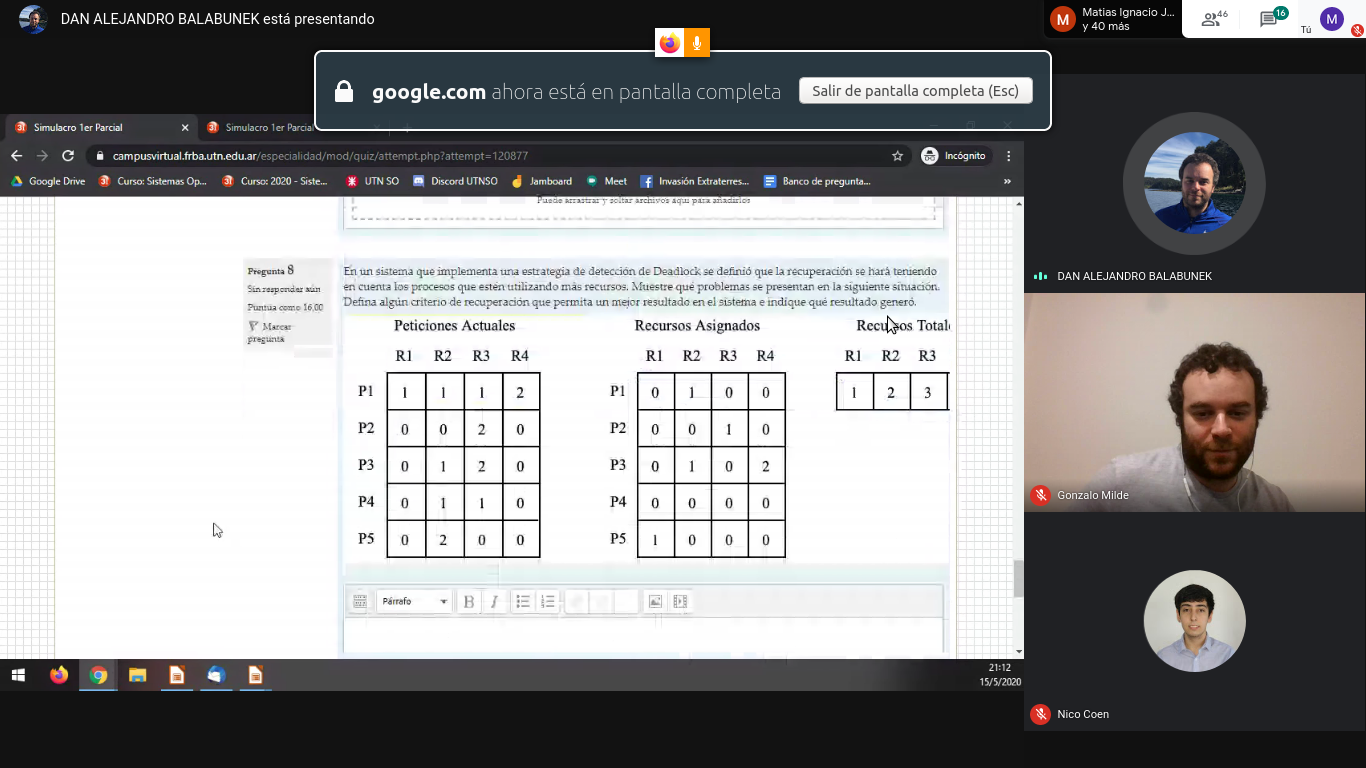 DAN ALEJANDRO BALABUNEK está presentando
M
Matias Ignacio J...
y 40 más
46
16
Tú
M
google.com ahora está en pantalla completa
Salir de pantalla completa (Esc)
Simulacro 1er Parcial
Simulacro 1er Parcial
campusvirtual.frba.utn.edu.ar/especialidad/mod/quiz/attempt.php?attempt=120877
Incógnito
Google Drive
Curso: Sistemas Op...
Curso: 2020 - Siste...
UTN SO
Discord UTNSO
Jamboard
Meet
Invasión Extraterres...
Banco de pregunta...
»
Puede arrastrar y soltar archivos aquí para añadirlos
Pregunta 8
Sin responder aún
Puntúa como 16,00
Marcar
pregunta
En un sistema que implementa una estrategia de detección de Deadlock se definió que la recuperación se hará teniendo
en cuenta los procesos que estén utilizando más recursos. Muestre qué problemas se presentan en la siguiente situación.
Defina algún criterio de recuperación que permita un mejor resultado en el sistema e indique qué resultado generó.
Peticiones Actuales
R1 R2 R3 R4
P1 1 1 1 2
P2 0 0 2 0
P3 0 1 2 0
P4 0 1 1 0
P5 0 2 0 0
Recursos Asignados
R1 R2 R3 R4
P1 0 1 0 0
P2 0 0 1 0
P3 0 1 0 2
P4 0 0 0 0
P5 1 0 0 0
Recursos Total
R1 R2 R3
1 2 3
Párrafo
B I
21:12
15/5/2020
DAN ALEJANDRO BALABUNEK
Gonzalo Milde
Nico Coen